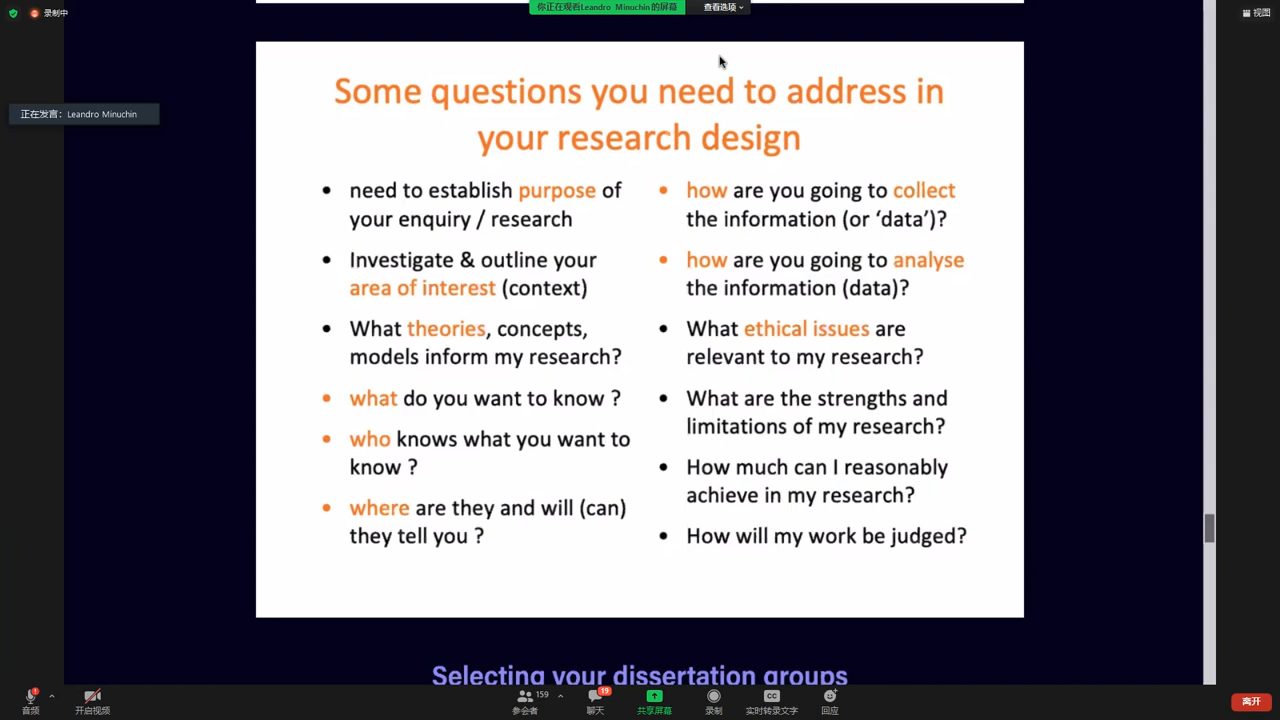 录制中
你正在观看Leandro Minuchin的屏幕
查看选项
视图
正在发言: Leandro Minuchin
Some questions you need to address in
your research design
• need to establish purpose of
your enquiry / research
• Investigate & outline your
area of interest (context)
• What theories, concepts,
models inform my research?
• what do you want to know ?
• who knows what you want to
know ?
• where are they and will (can)
they tell you ?
• how are you going to collect
the information (or ‘data’)?
• how are you going to analyse
the information (data)?
• What ethical issues are
relevant to my research?
• What are the strengths and
limitations of my research?
• How much can I reasonably
achieve in my research?
• How will my work be judged?
Selecting your dissertation groups
音频
开启视频
159
参会者
19
聊天
共享屏幕
录制
CC
实时转录文字
回应
离开